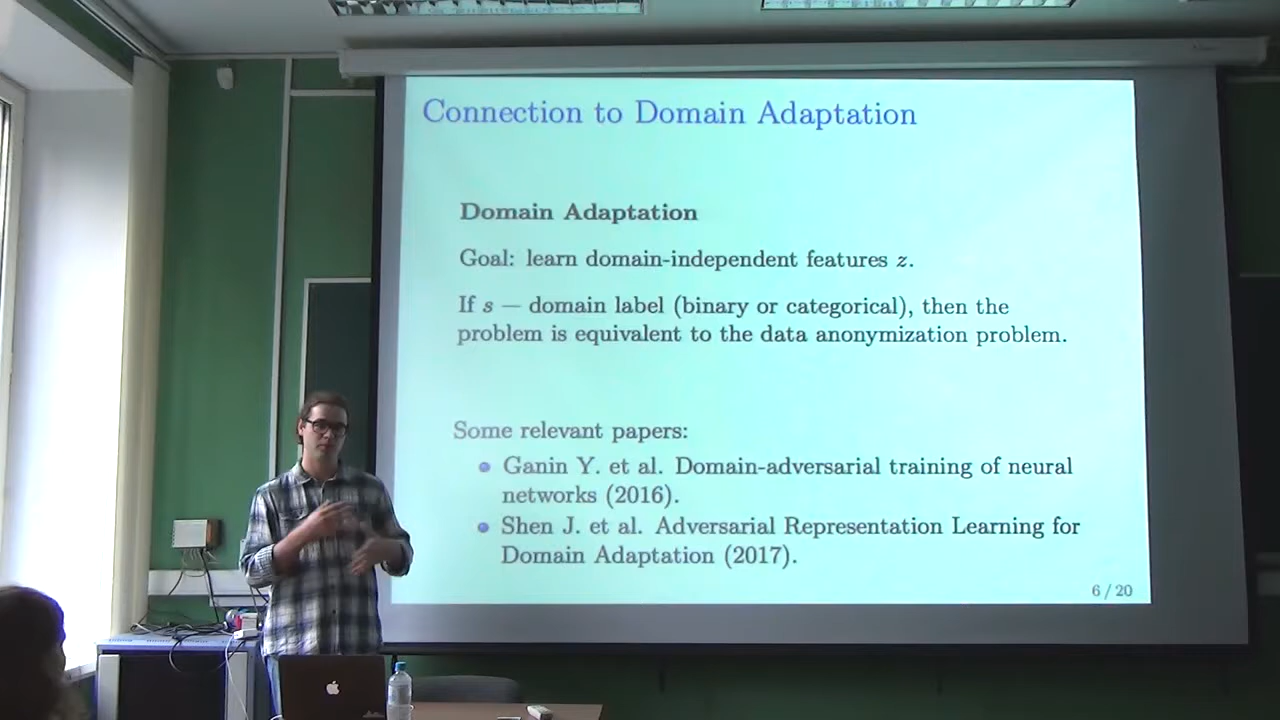 Connection to Domain Adaptation
Domain Adaptation
Goal: learn domain-independent features z.
If s — domain label (binary or categorical), then the
problem is equivalent to the data anonymization problem.
Some relevant papers:
Ganin Y. et al. Domain-adversarial training of neural
networks (2016).
Shen J. et al. Adversarial Representation Learning for
Domain Adaptation (2017).
6 / 20